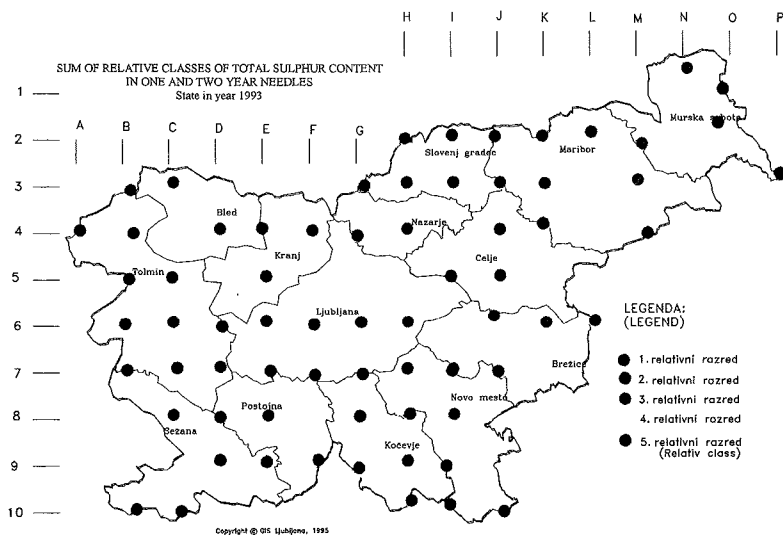 H I J K L M N O P
SUM OF RELATIVE CLASSES OF TOTAL SULPHUR CONTENT
IN ONE AND TWO YEAR NEEDLES
State in year 1993
A B C D E F G
1
2
3
4
5
6
7
8
9
10
Murska sobota
Slovenj gradec
Maribor
Bled
Nazarje
Kranj
Celje
Tolmin
Ljubljana
Brežice
Novo mesto
Postojna
Sežana
Kočevje
LEGENDA:
(LEGEND)
1. relativni razred
2. relativni razred
3. relativni razred
4. relativni rozred
5. relativni razred
(Relativ class)
Copyright © GIS Ljubljana, 1995